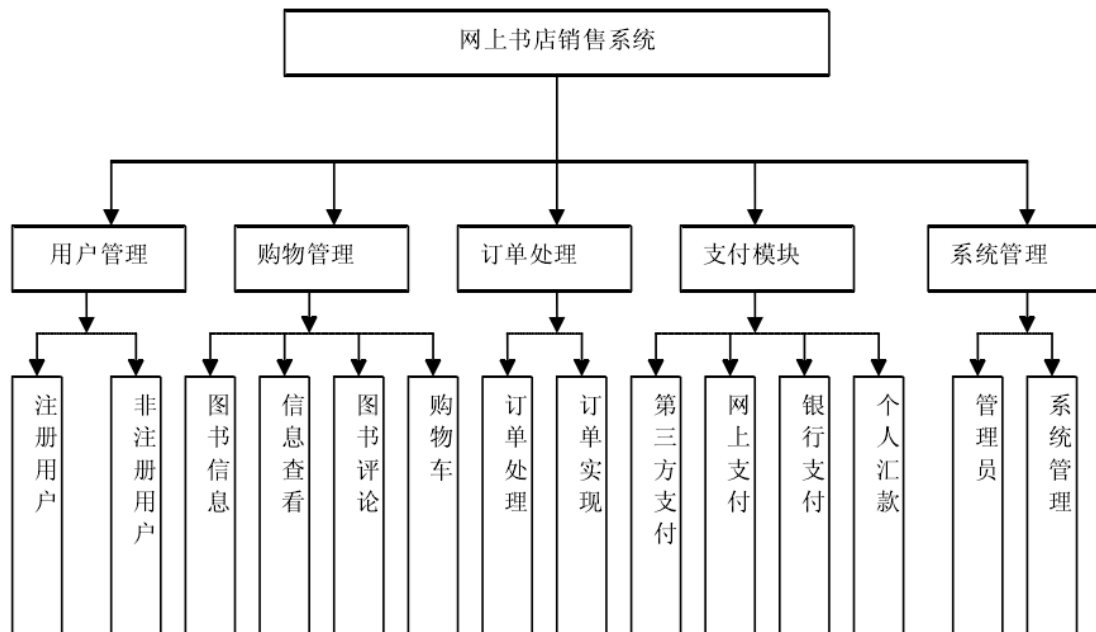 网上书店销售系统
用户管理
购物管理
订单处理
支付模块
系统管理
注册用户
非注册用户
图书信息
信息查看
图书评论
购物车
订单处理
订单实现
第三方支付
网上支付
银行支付
个人汇款
管理员
系统管理